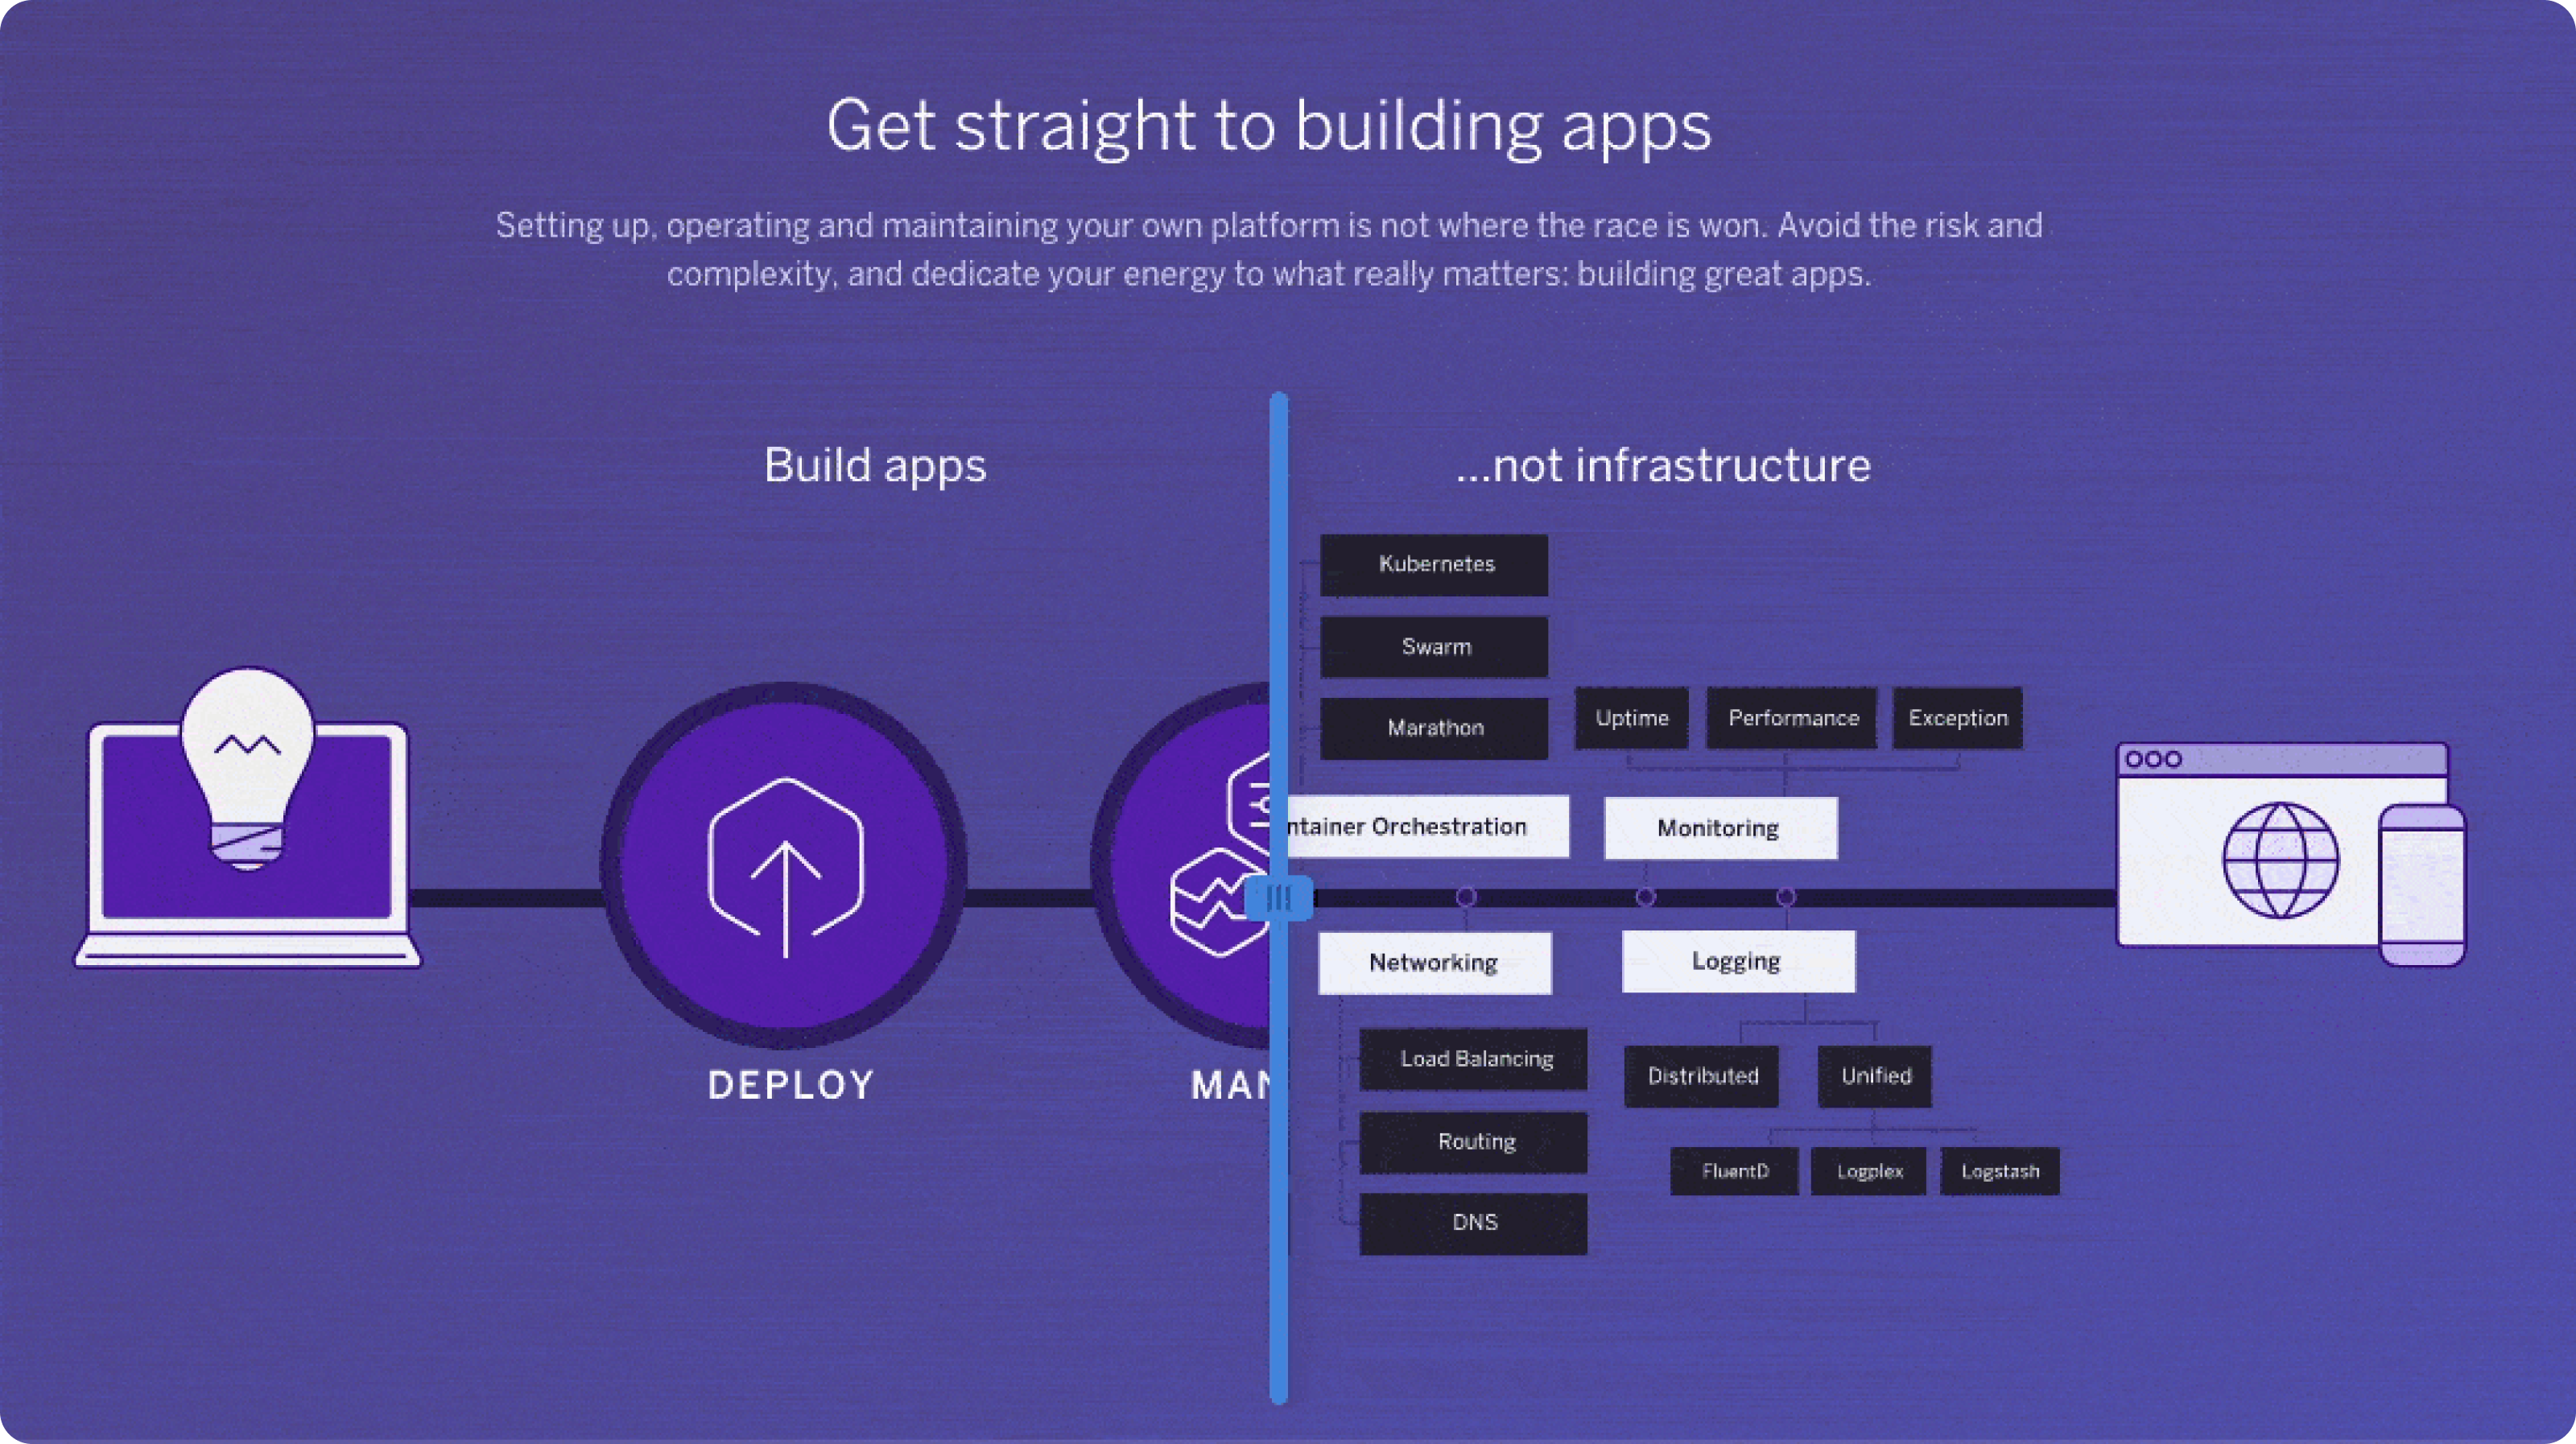 Get straight to building apps
Setting up, operating and maintaining your own platform is not where the race is won. Avoid the risk and
complexity, and dedicate your energy to what really matters: building great apps.
Build apps
...not infrastructure
Kubernetes
Swarm
Marathon
Uptime
Performance
Exception
ntainer Orchestration
Monitoring
Networking
Logging
DEPLOY
MAN
Load Balancing
Routing
DNS
Distributed
Unified
FluentD
Logplex
Logstash